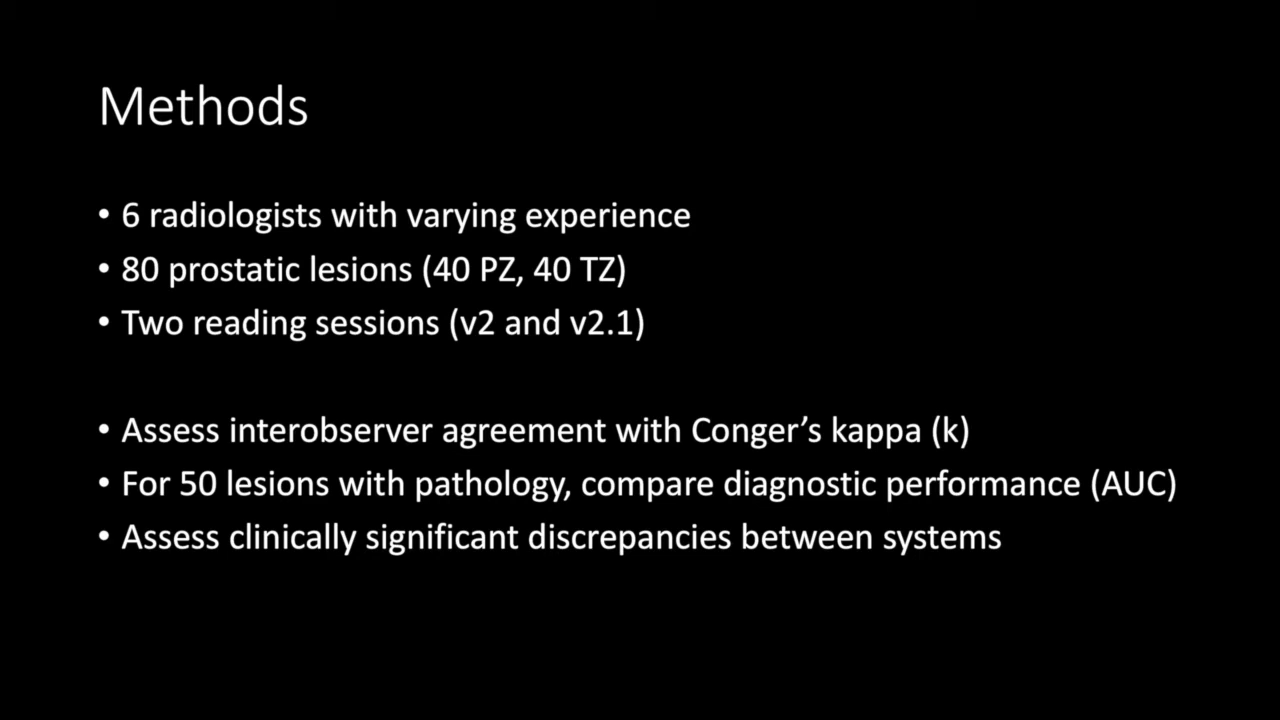 Methods
• 6 radiologists with varying experience
• 80 prostatic lesions (40 PZ, 40 TZ)
• Two reading sessions (v2 and v2.1)
• Assess interobserver agreement with Conger’s kappa (k)
• For 50 lesions with pathology, compare diagnostic performance (AUC)
• Assess clinically significant discrepancies between systems